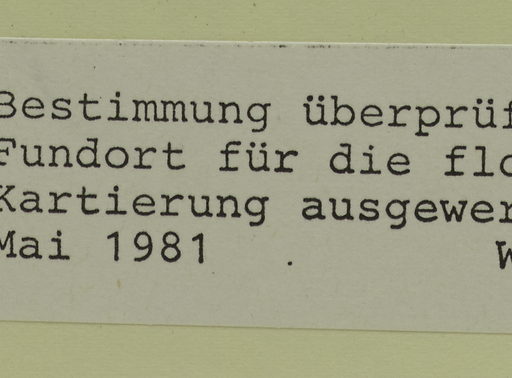 Bestimmung überprüf
Fundort für die flo
Kartierung ausgewer
Mai 1981 . W